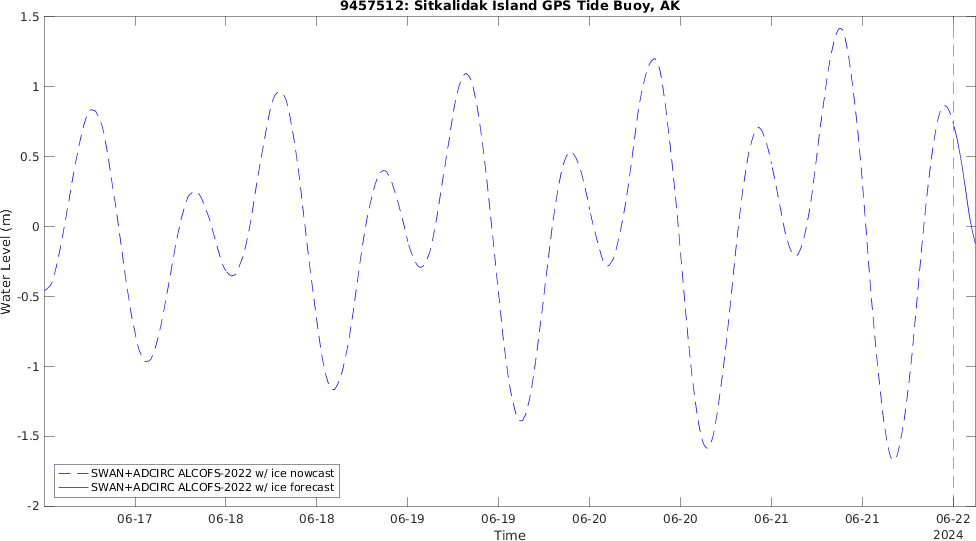 9457512: Sitkalidak Island GPS Tide Buoy, AK
1.5
1
0.5
0
-0.5
-1
-1.5
-2
Water Level (m)
SWAN+ADCIRC ALCOFS-2022 w/ ice nowcast
SWAN+ADCIRC ALCOFS-2022 w/ ice forecast
06-17 06-18 06-18 06-19 06-19 06-20 06-20 06-21 06-21 06-22
2024
Time